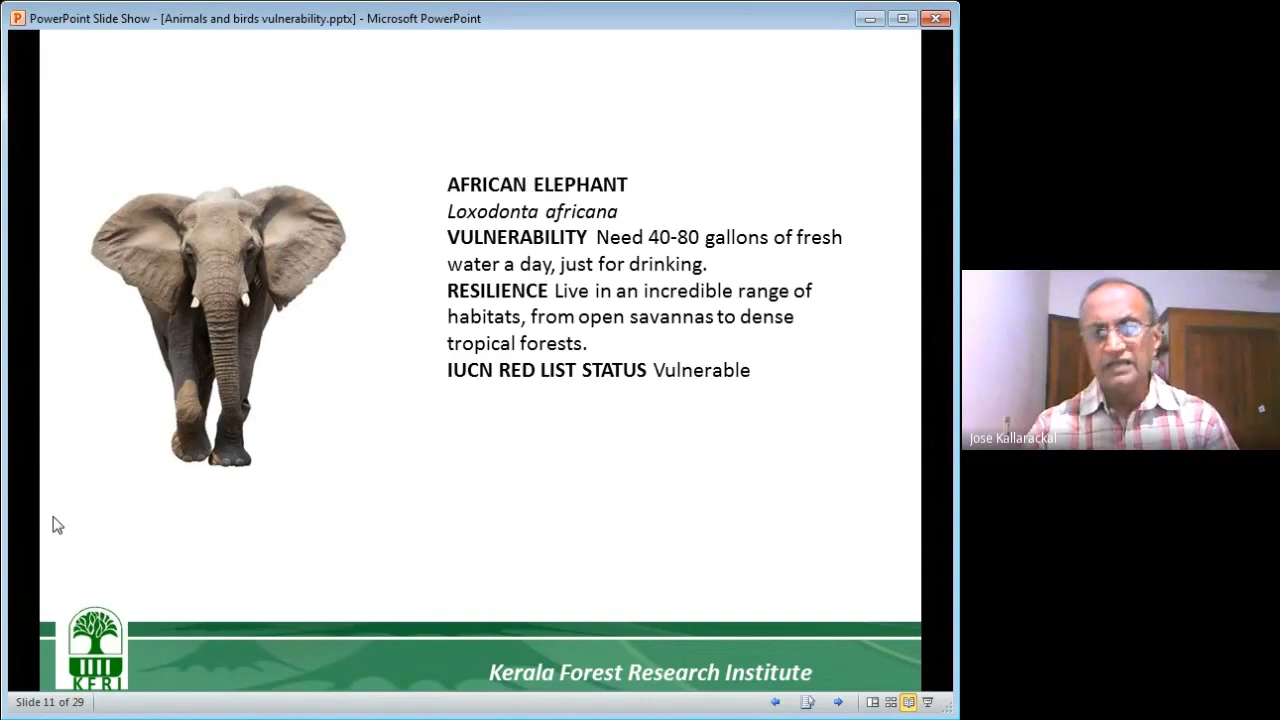 PowerPoint Slide Show - [Animals and birds vulnerability.pptx] - Microsoft PowerPoint
AFRICAN ELEPHANT
Loxodonta africana
VULNERABILITY Need 40-80 gallons of fresh
water a day, just for drinking.
RESILIENCE Live in an incredible range of
habitats, from open savannas to dense
tropical forests.
IUCN RED LIST STATUS Vulnerable
Jose Kallarackal
KFRI
Kerala Forest Research Institute
Slide 11 of 29